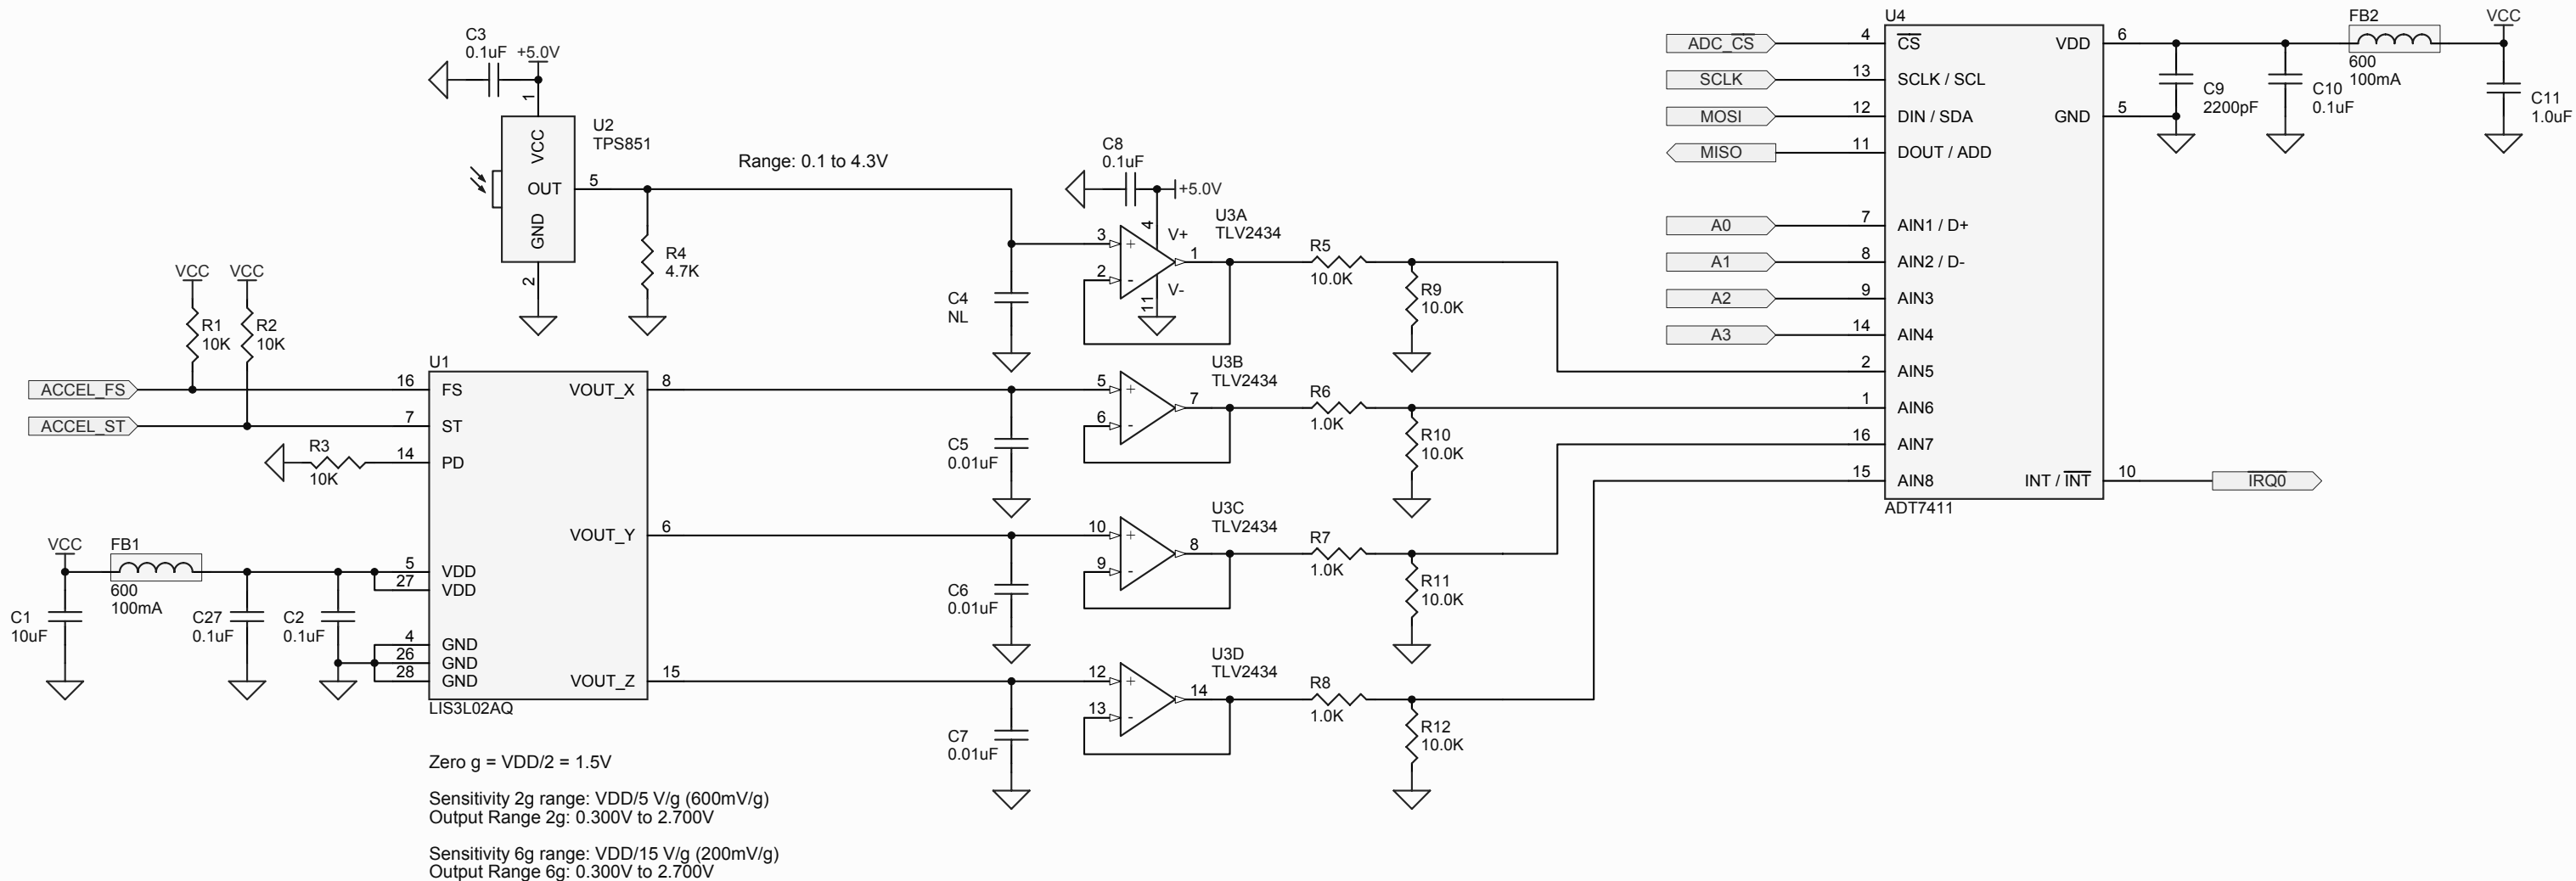 C3
0.1uF
+5.0V
1
VCC
OUT
GND
2
U2
TPS851
5
Range: 0.1 to 4.3V
R4
4.7K
C4
NL
C8
0.1uF
+5.0V
4
V+
V-
11
3
2
+
-
1
U3A
TLV2434
R5
10.0K
R9
10.0K
VCC
VCC
R1
10K
R2
10K
ACCEL_FS
ACCEL_ST
16
7
R3
10K
14
U1
FS
ST
PD
VOUT_X
VOUT_Y
VOUT_Z
8
6
15
VCC
FB1
600
100mA
C1
10uF
C27
0.1uF
C2
0.1uF
5
27
4
26
28
VDD
VDD
GND
GND
GND
LIS3L02AQ
C5
0.01uF
5
6
+
-
7
U3B
TLV2434
R6
1.0K
R10
10.0K
C6
0.01uF
10
9
+
-
8
U3C
TLV2434
R7
1.0K
R11
10.0K
C7
0.01uF
12
13
+
-
14
U3D
TLV2434
R8
1.0K
R12
10.0K
Zero g = VDD/2 = 1.5V
Sensitivity 2g range: VDD/5 V/g (600mV/g)
Output Range 2g: 0.300V to 2.700V
Sensitivity 6g range: VDD/15 V/g (200mV/g)
Output Range 6g: 0.300V to 2.700V
U4
ADC_CS
4
CS
SCLK
13
SCLK / SCL
MOSI
12
DIN / SDA
MISO
11
DOUT / ADD
A0
7
AIN1 / D+
A1
8
AIN2 / D-
A2
9
AIN3
A3
14
AIN4
2
AIN5
1
AIN6
16
AIN7
15
AIN8
VDD
6
GND
5
INT / INT
10
IRQ0
ADT7411
C9
2200pF
C10
0.1uF
FB2
600
100mA
VCC
C11
1.0uF